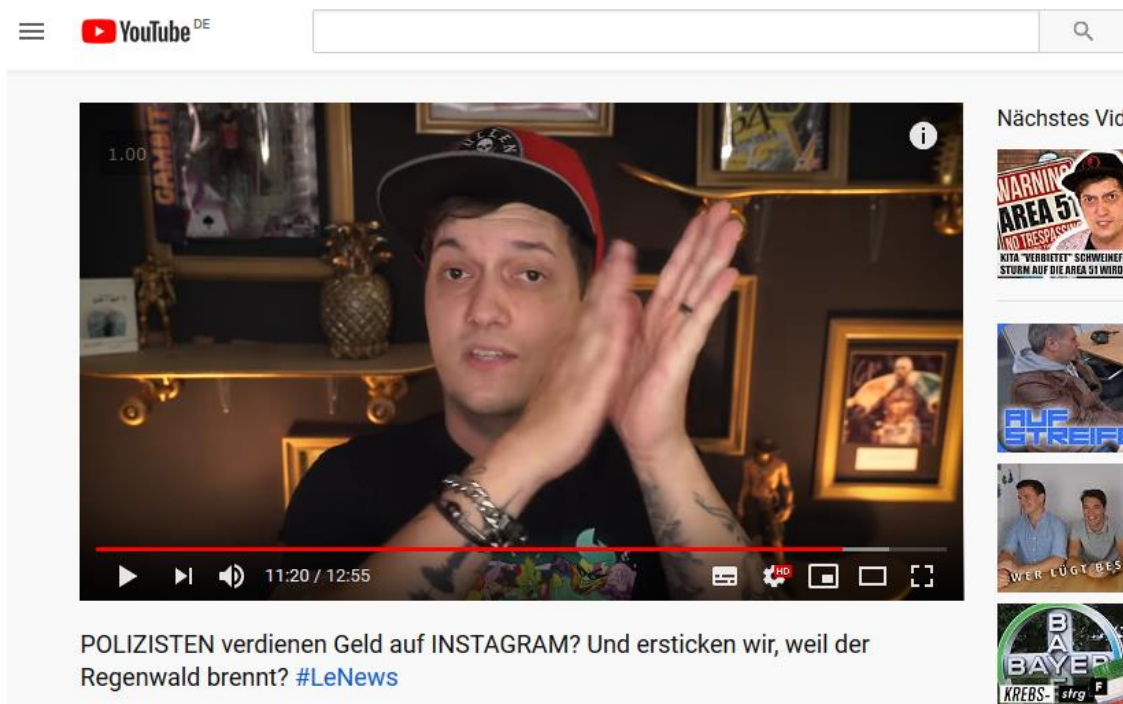 YouTube DE
Nächstes Vid
1.00
GAMBIT
WARNING
AREA 51
NO TRESPASSING
KITA "VERBIETET" SCHWEINEF
STURM AUF DIE AREA 51 WIRD
AUF
STREIFE
WER LÜGT BES
BAYER
BAYER
KREBS-
strg F
11:20 / 12:55
HD
POLIZISTEN verdienen Geld auf INSTAGRAM? Und ersticken wir, weil der
Regenwald brennt? #LeNews